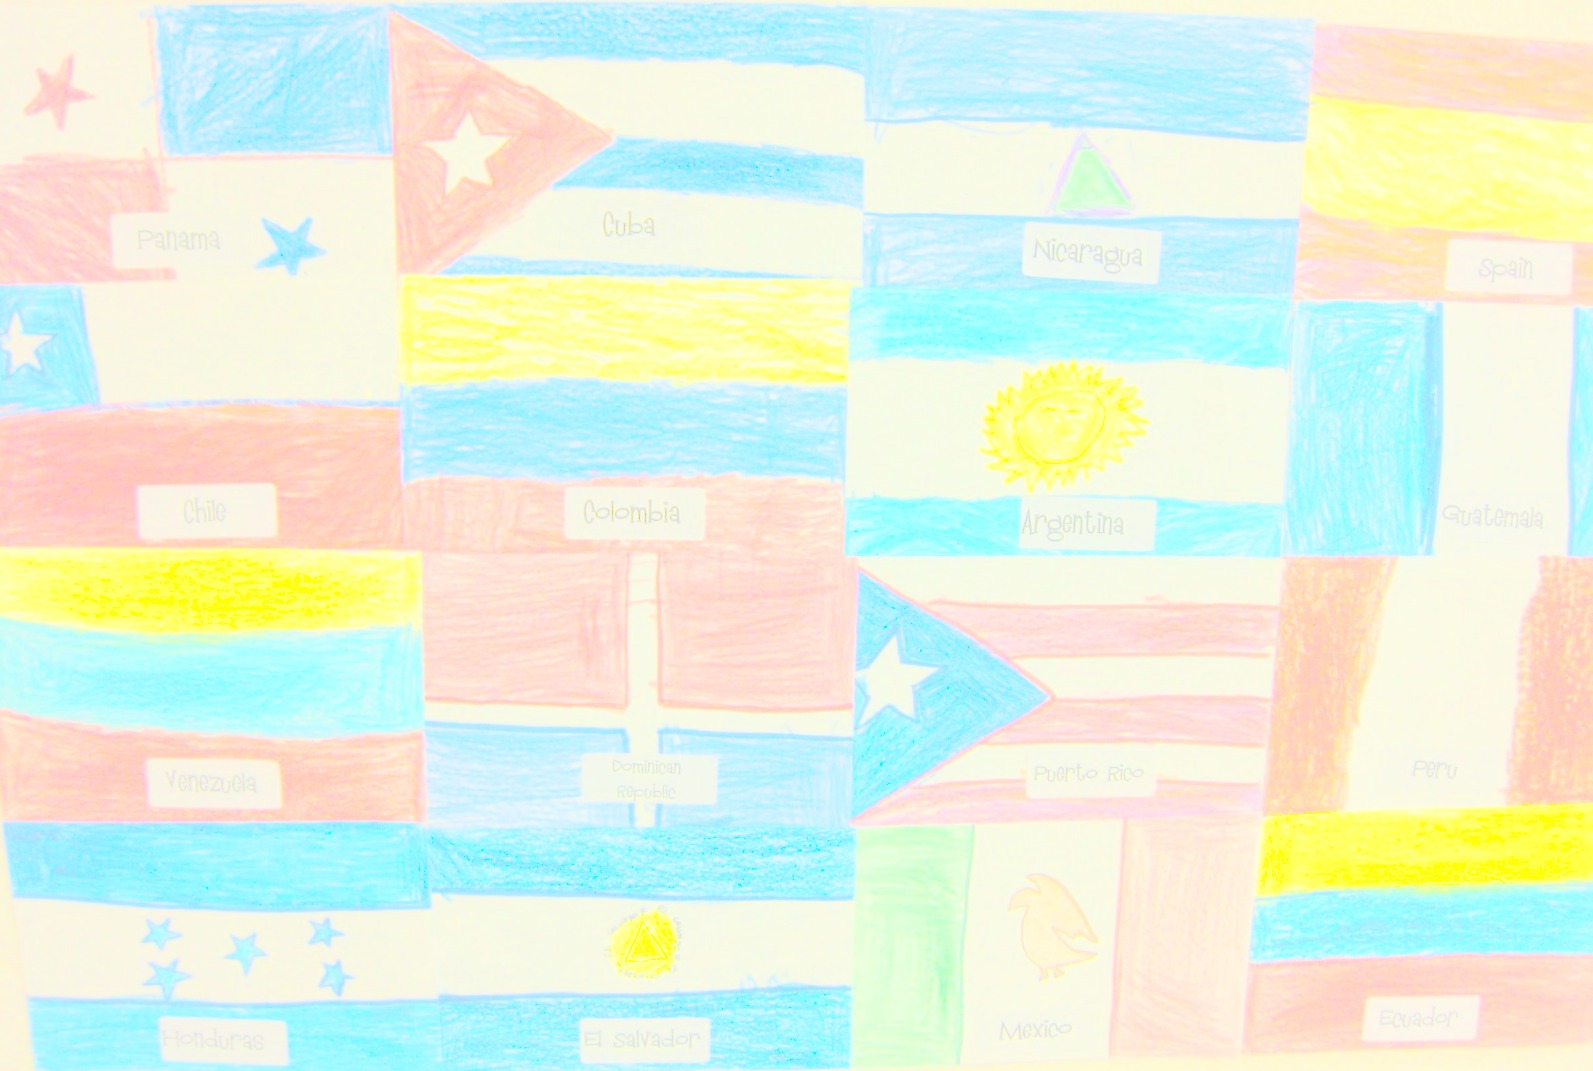 Panama
Cuba
Nicaragua
Spain
Chile
Colombia
Argentina
Guatemala
Venezuela
Dominican
Republic
Puerto Rico
Peru
Honduras
El Salvador
Mexico
Ecuador